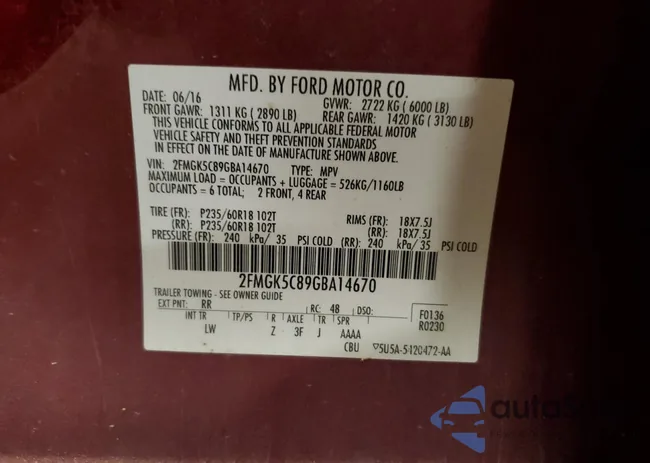 MFD. BY FORD MOTOR CO.
DATE: 06/16 GVWR: 2722 KG ( 6000 LB)
FRONT GAWR: 1311 KG ( 2890 LB) REAR GAWR: 1420 KG ( 3130 LB)
THIS VEHICLE CONFORMS TO ALL APPLICABLE FEDERAL MOTOR
VEHICLE SAFETY AND THEFT PREVENTION STANDARDS
IN EFFECT ON THE DATE OF MANUFACTURE SHOWN ABOVE.
VIN: 2FMGK5C89GBA14670 TYPE: MPV
MAXIMUM LOAD = OCCUPANTS + LUGGAGE = 526KG/1160LB
OCCUPANTS = 6 TOTAL; 2 FRONT, 4 REAR
TIRE (FR): P235/60R18 102T RIMS (FR): 18X7.5J
(RR): P235/60R18 102T (RR): 18X7.5J
PRESSURE (FR): 240 kPa/ 35 PSI COLD (RR): 240 kPa/ 35 PSI COLD
2FMGK5C89GBA14670
TRAILER TOWING - SEE OWNER GUIDE
EXT PNT: RR RC: 48 DSO: F0136
R0230
INT TR TP/PS R AXLE TR SPR
LW Z 3F J AAAA
CBU ▽5U5A-5420472-AA